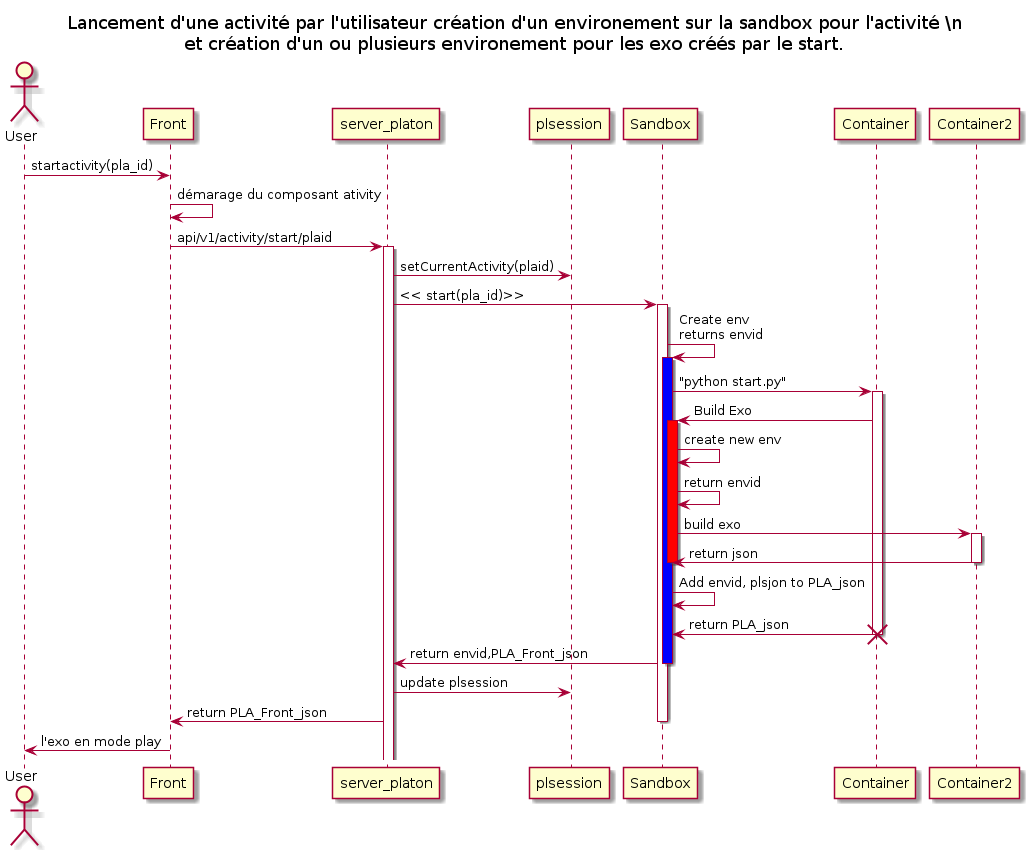 Lancement d'une activité par l'utilisateur création d'un environement sur la sandbox pour l'activité \n
et création d'un ou plusieurs environement pour les exo créés par le start.
User
Front
server_platon
plsession
Sandbox
Container
Container2
startactivity(pla_id)
démarage du composant ativity
api/v1/activity/start/plaid
setCurrentActivity(plaid)
<< start(pla_id)>>
Create env
returns envid
"python start.py"
Build Exo
create new env
return envid
build exo
return json
Add envid, plsjon to PLA_json
return PLA_json
return envid,PLA_Front_json
update plsession
return PLA_Front_json
l'exo en mode play
User
Front
server_platon
plsession
Sandbox
Container
Container2